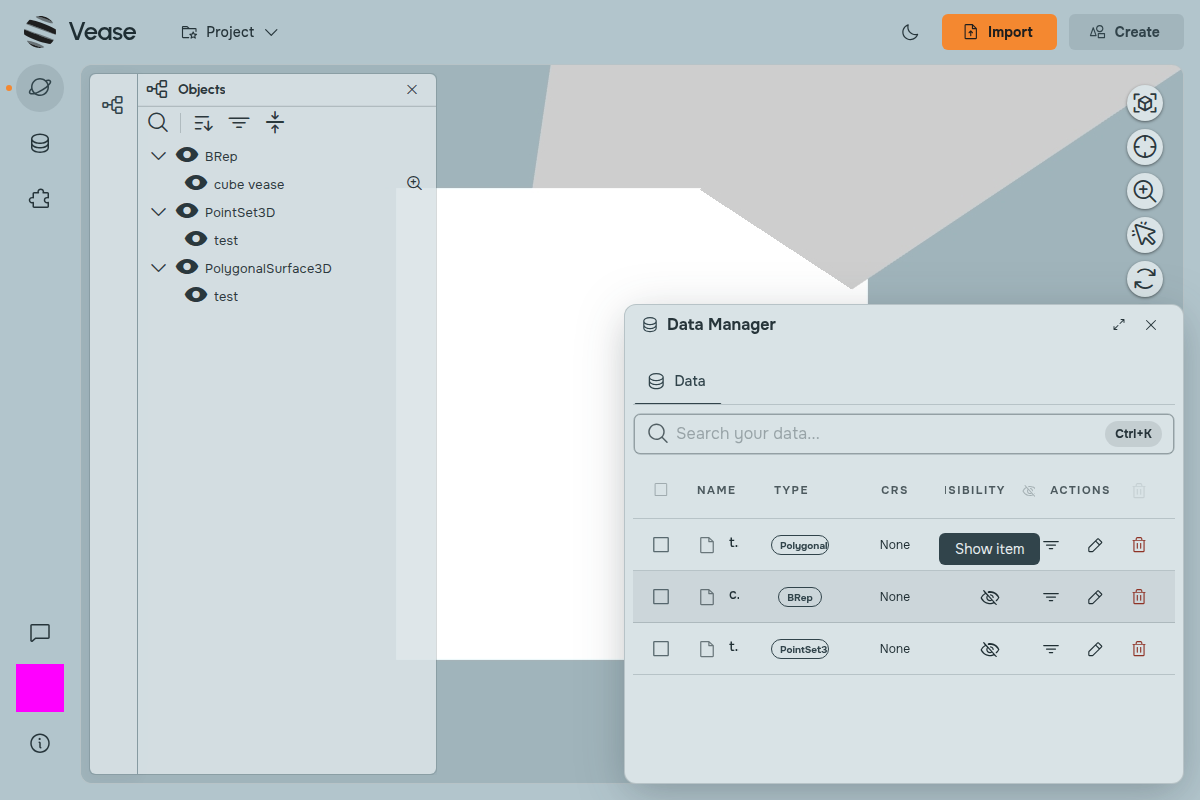 Vease
Project
Import
Create
Objects
BRep
cube vease
PointSet3D
test
PolygonalSurface3D
test
Data Manager
Data
Search your data...
Ctrl+K
NAME TYPE CRS ISIBILITY ACTIONS
t. Polygonal None
Show item
c. BRep None
t. PointSet3 None